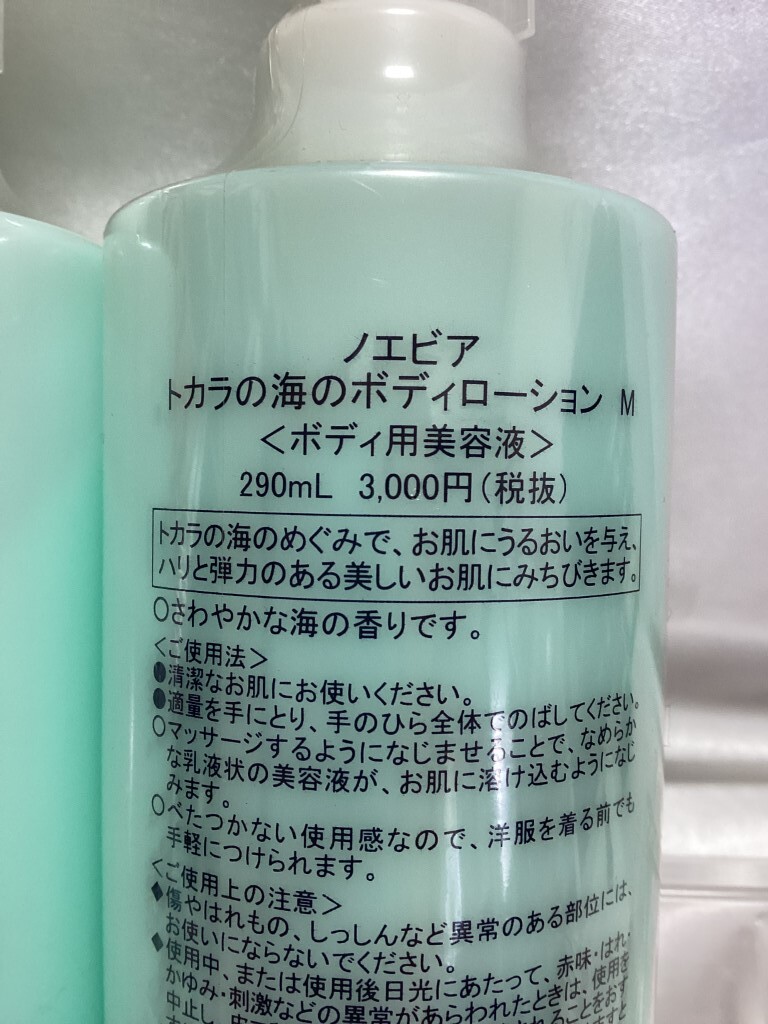 ノエビア
トカラの海のボディローション M
＜ボディ用美容液＞
290mL 3,000円（税抜）
トカラの海のめぐみで、お肌にうるおいを与え、
ハリと弾力のある美しいお肌にみちびきます。
○さわやかな海の香りです。
＜ご使用法＞
●清潔なお肌にお使いください。
●適量を手にとり、手のひら全体でのばしてください。
○マッサージするようになじませることで、なめらか
な乳液状の美容液が、お肌に溶け込むようになじ
みます。
○べたつかない使用感なので、洋服を着る前でも
手軽につけられます。
＜ご使用上の注意＞
◆傷やはれもの、しっしんなど異常のある部位には、
お使いにならないでください。
◆使用中、または使用後日光にあたって、赤味・はれ・
かゆみ・刺激などの異常があらわれたときは、使用を
中止し、
されることをおす